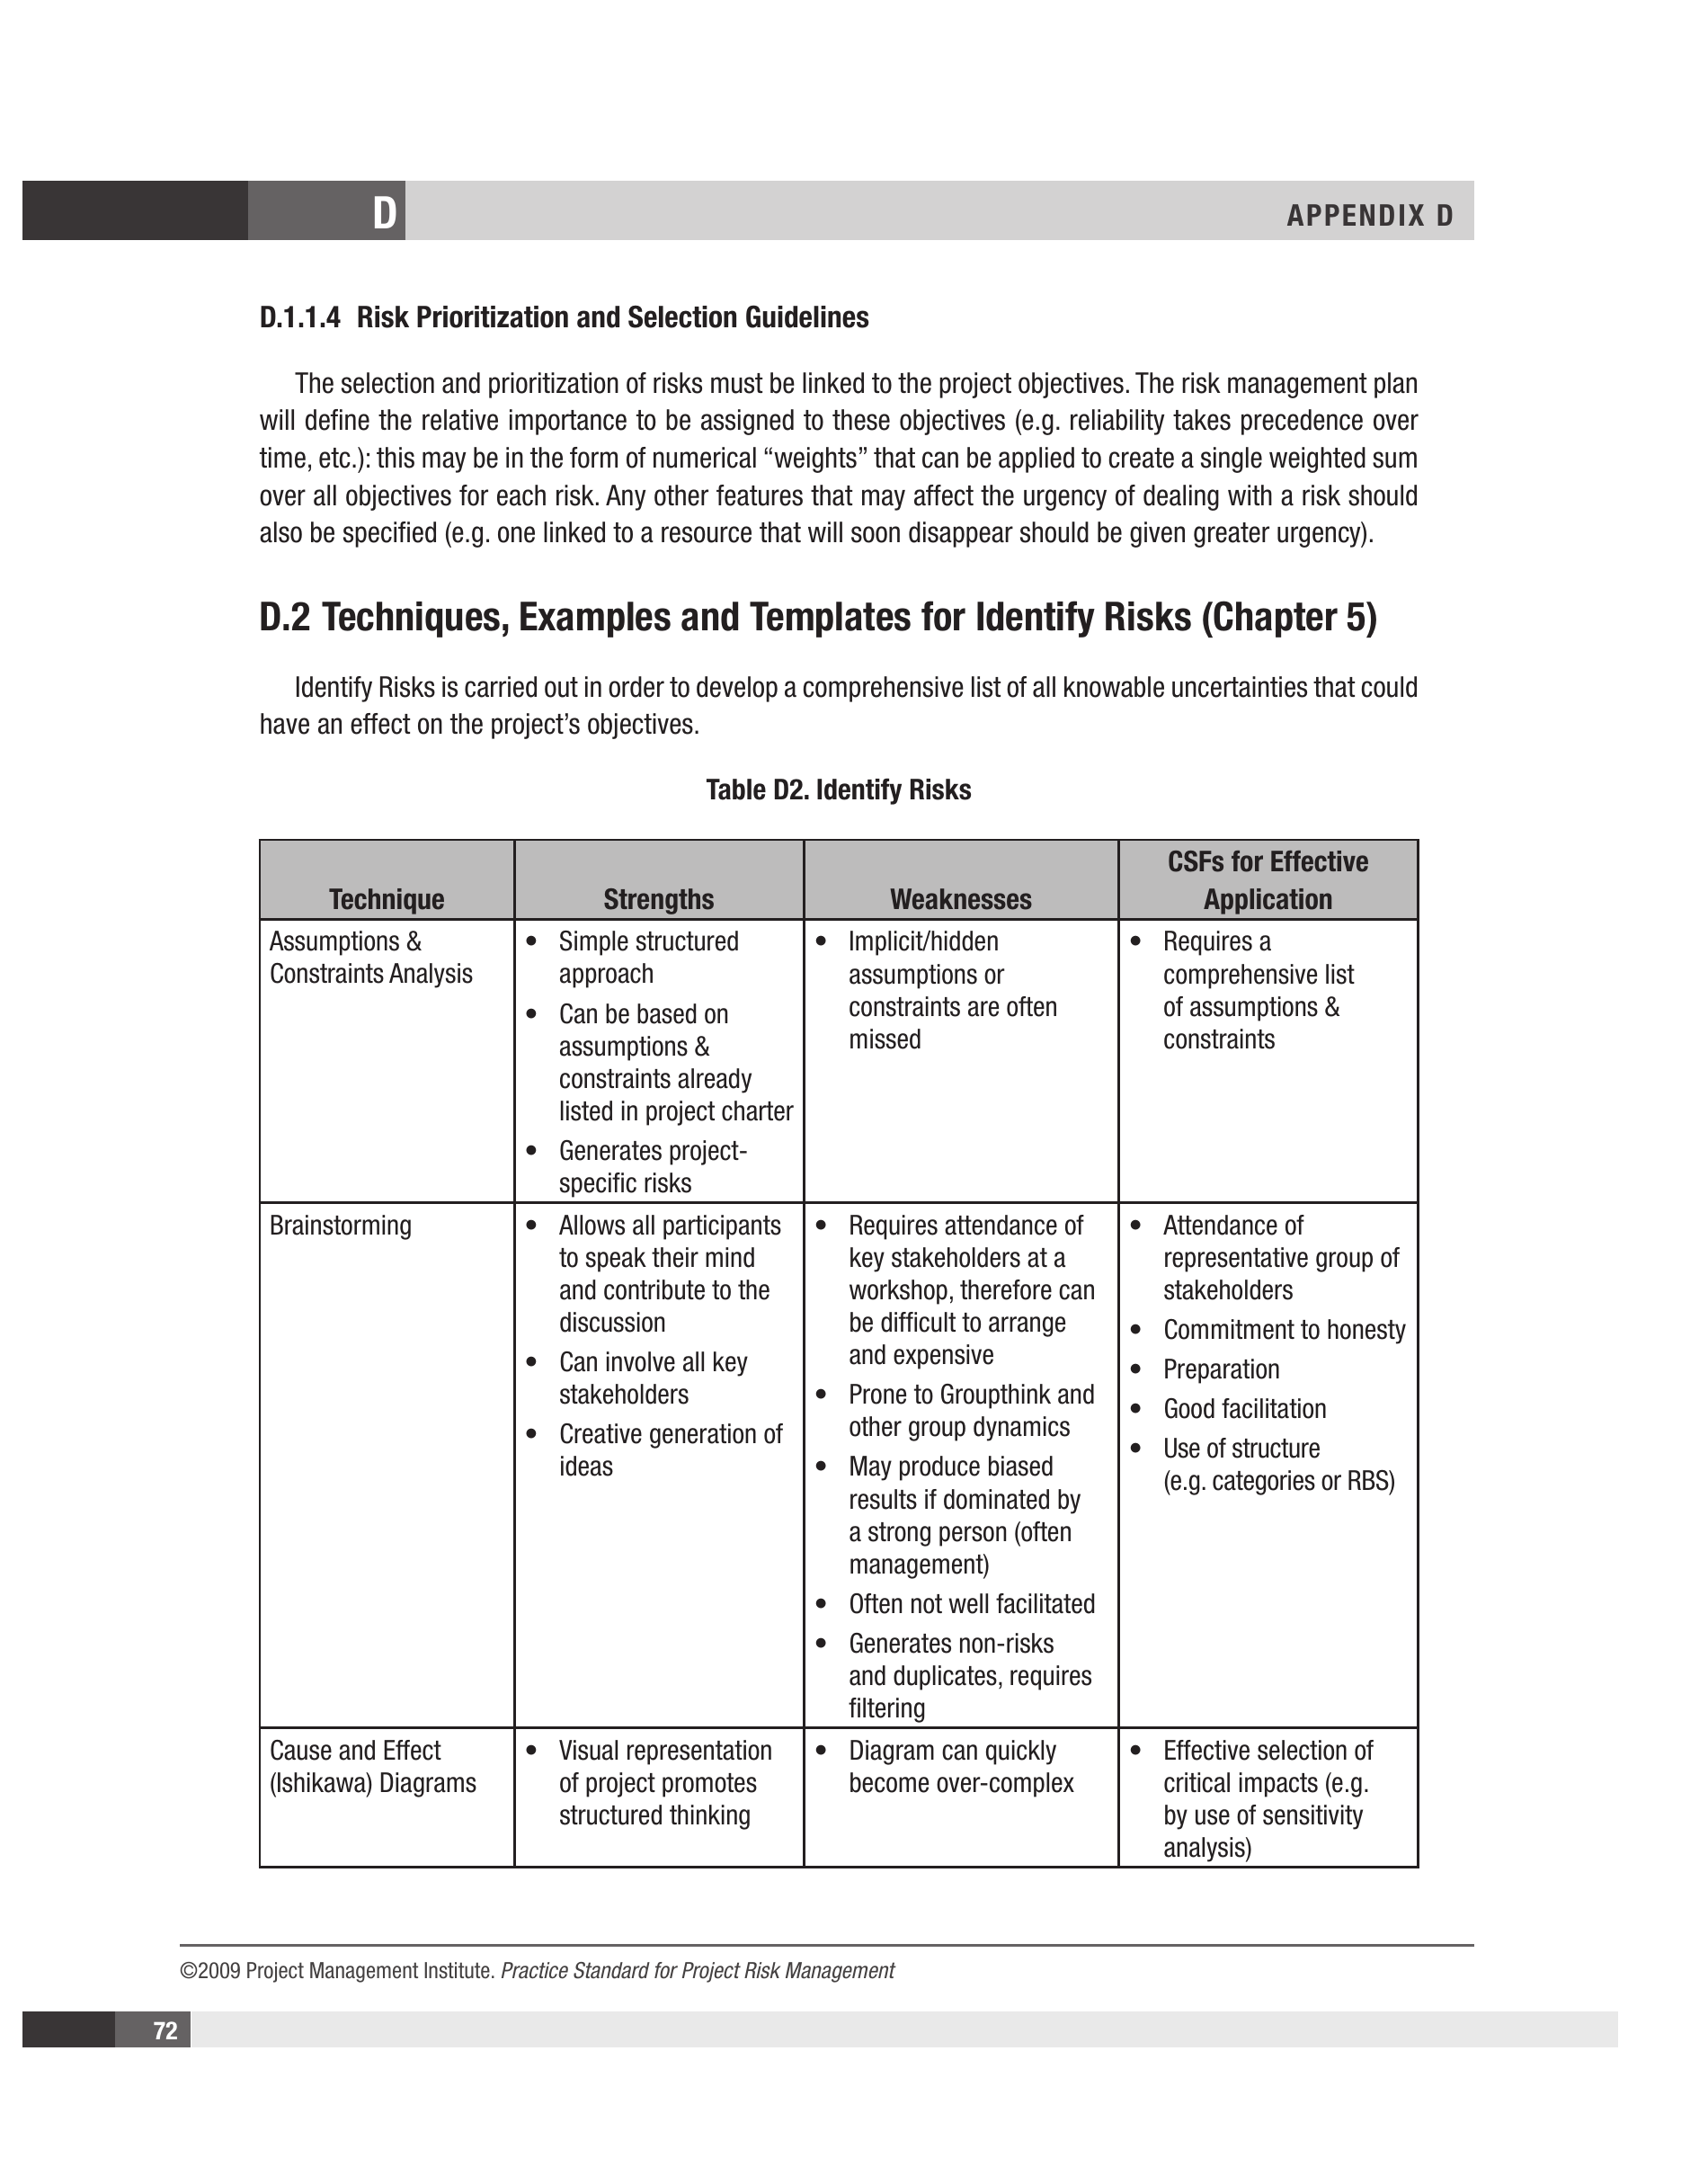 D
APPENDIX D
D.1.1.4 Risk Prioritization and Selection Guidelines
The selection and prioritization of risks must be linked to the project objectives. The risk management plan
will define the relative importance to be assigned to these objectives (e.g. reliability takes precedence over
time, etc.): this may be in the form of numerical “weights” that can be applied to create a single weighted sum
over all objectives for each risk. Any other features that may affect the urgency of dealing with a risk should
also be specified (e.g. one linked to a resource that will soon disappear should be given greater urgency).
D.2 Techniques, Examples and Templates for Identify Risks (Chapter 5)
Identify Risks is carried out in order to develop a comprehensive list of all knowable uncertainties that could
have an effect on the project’s objectives.
Table D2. Identify Risks
Technique
Strengths
Weaknesses
CSFs for Effective
Application
Assumptions &
Constraints Analysis
• Simple structured
approach
• Can be based on
assumptions &
constraints already
listed in project charter
• Generates project-
specific risks
• Implicit/hidden
assumptions or
constraints are often
missed
• Requires a
comprehensive list
of assumptions &
constraints
Brainstorming
• Allows all participants
to speak their mind
and contribute to the
discussion
• Can involve all key
stakeholders
• Creative generation of
ideas
• Requires attendance of
key stakeholders at a
workshop, therefore can
be difficult to arrange
and expensive
• Prone to Groupthink and
other group dynamics
• May produce biased
results if dominated by
a strong person (often
management)
• Often not well facilitated
• Generates non-risks
and duplicates, requires
filtering
• Attendance of
representative group of
stakeholders
• Commitment to honesty
• Preparation
• Good facilitation
• Use of structure
(e.g. categories or RBS)
Cause and Effect
(Ishikawa) Diagrams
• Visual representation
of project promotes
structured thinking
• Diagram can quickly
become over-complex
• Effective selection of
critical impacts (e.g.
by use of sensitivity
analysis)
©2009 Project Management Institute. Practice Standard for Project Risk Management
72